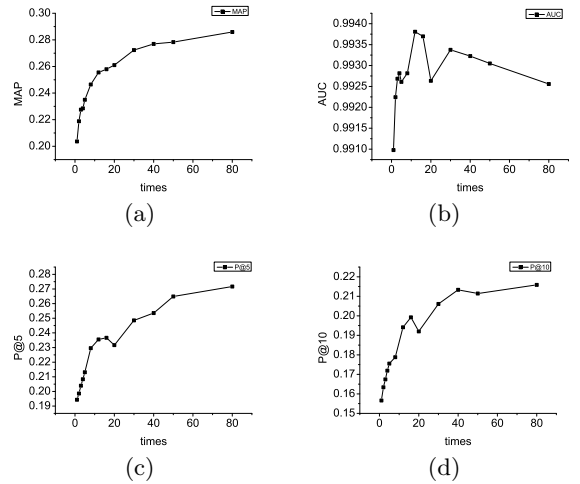 MAP
0.30
0.28
0.26
0.24
0.22
0.20
MAP
0 20 40 60 80
times
(a)
AUC
0.9940
0.9935
0.9930
0.9925
0.9920
0.9915
0.9910
AUC
0 20 40 60 80
times
(b)
P@5
0.28
0.27
0.26
0.25
0.24
0.23
0.22
0.21
0.20
0.19
P@5
0 20 40 60 80
times
(c)
P@10
0.22
0.21
0.20
0.19
0.18
0.17
0.16
0.15
P@10
0 20 40 60 80
times
(d)